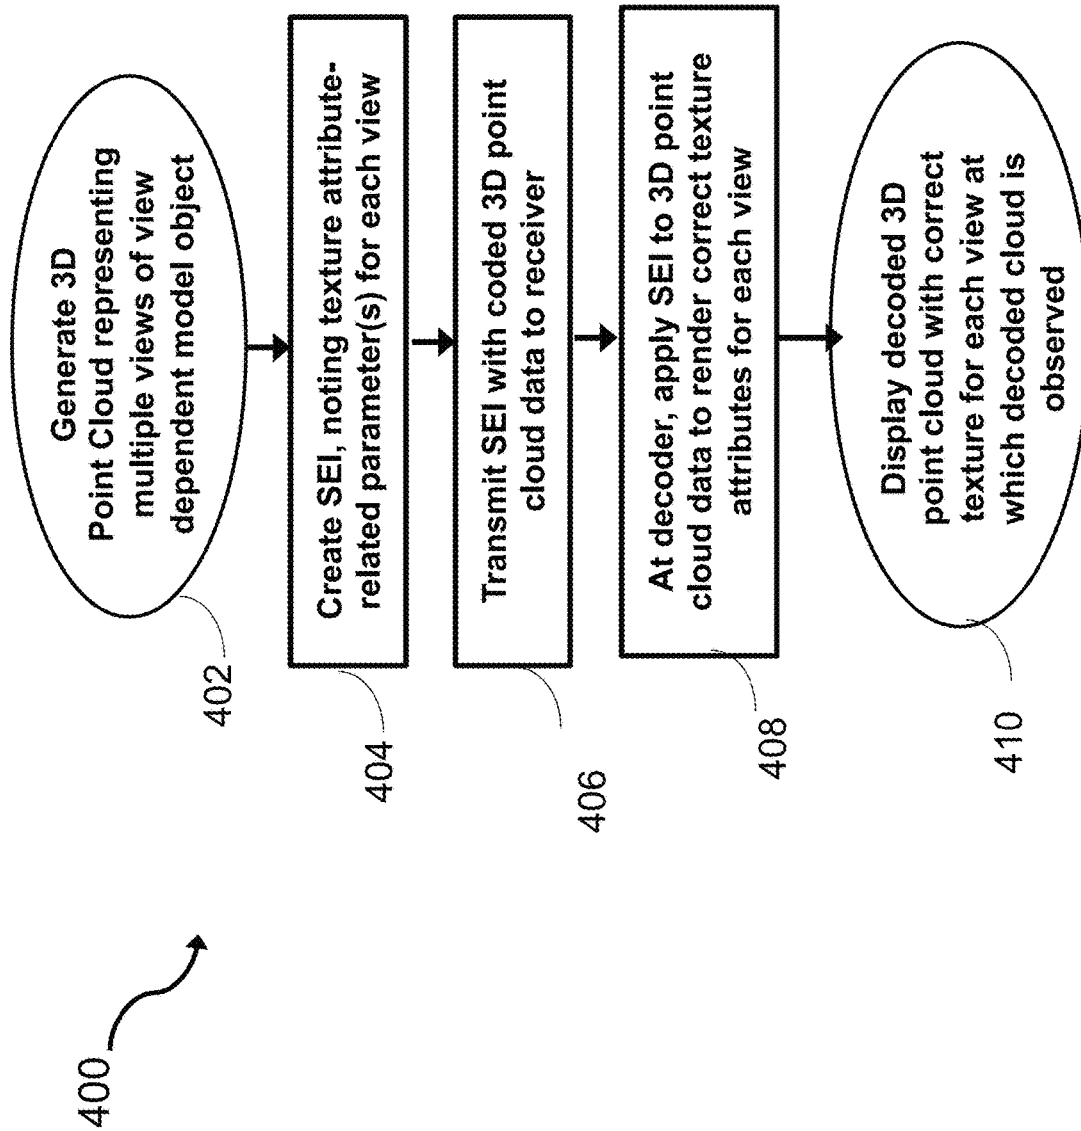 400
Generate 3D
Point Cloud representing
multiple views of view
dependent model object
402
Create SEI, noting texture attribute-
related parameter(s) for each view
404
Transmit SEI with coded 3D point
cloud data to receiver
406
At decoder, apply SEI to 3D point
cloud data to render correct texture
attributes for each view
408
Display decoded 3D
point cloud with correct
texture for each view at
which decoded cloud is
observed
410